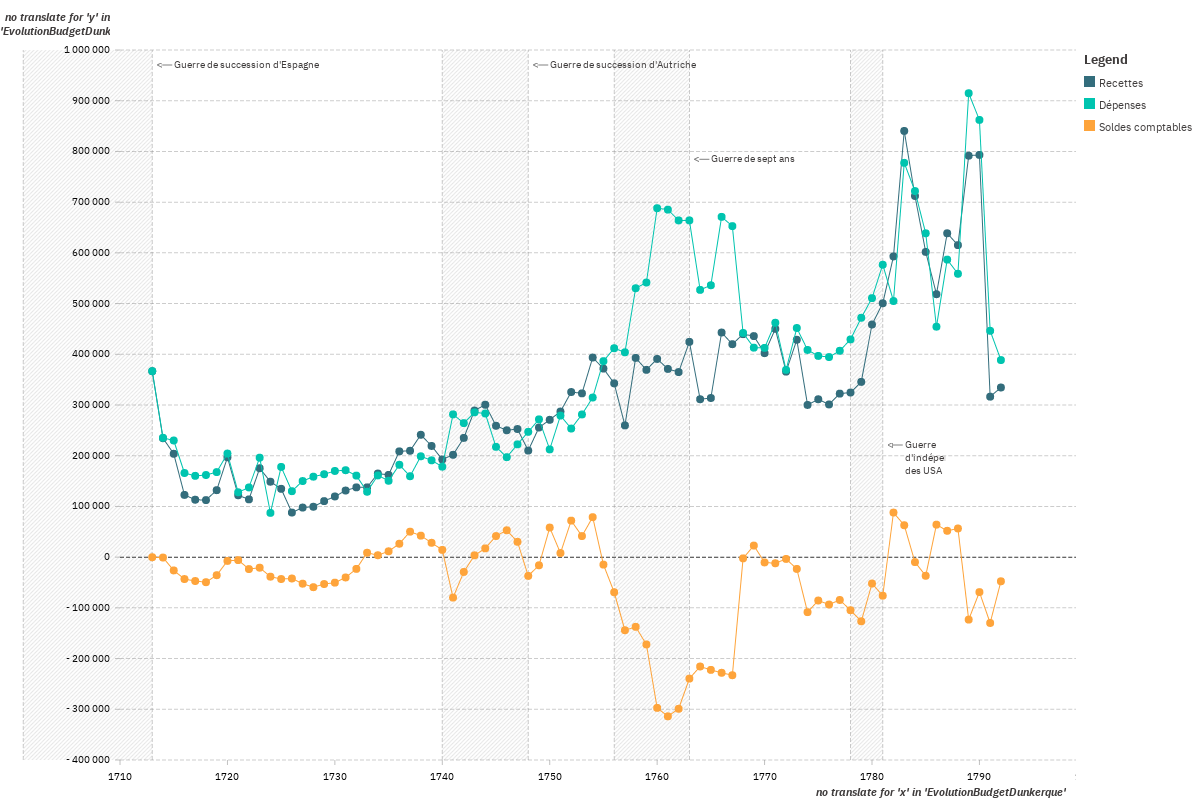 no translate for 'y' in
'EvolutionBudgetDunk
1 000 000
900 000
800 000
700 000
600 000
500 000
400 000
300 000
200 000
100 000
0
- 100 000
- 200 000
- 300 000
- 400 000
<— Guerre de succession d'Espagne
<— Guerre de succession d'Autriche
<— Guerre de sept ans
<— Guerre
d'indépe
des USA
Legend
Recettes
Dépenses
Soldes comptables
1710
1720
1730
1740
1750
1760
1770
1780
1790
no translate for 'x' in 'EvolutionBudgetDunkerque'